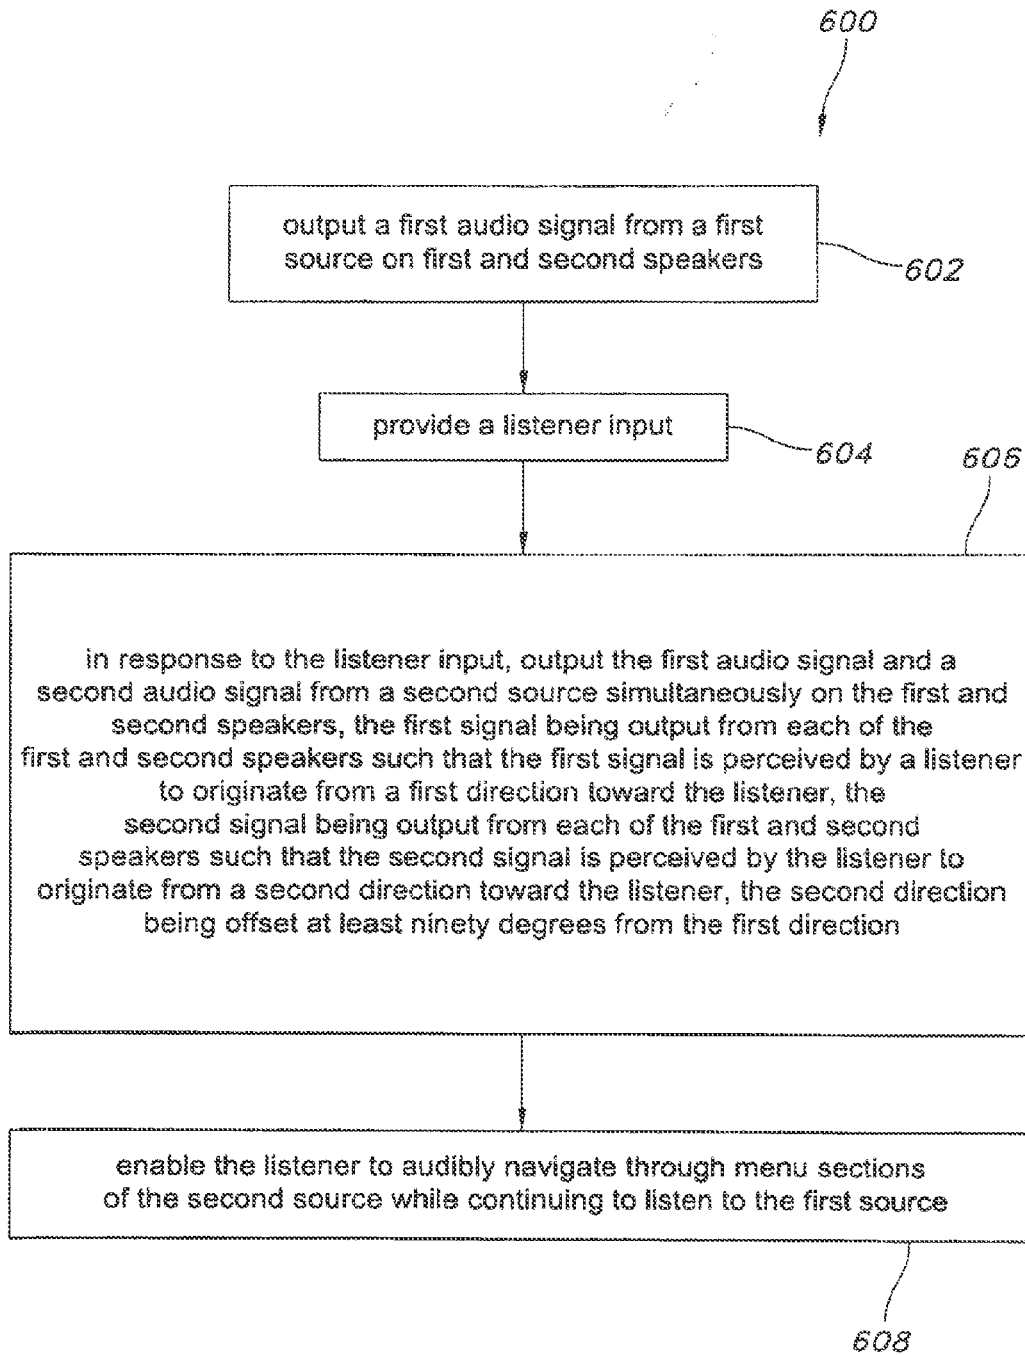 600
output a first audio signal from a first
source on first and second speakers
602
provide a listener input
604
606
in response to the listener input, output the first audio signal and a
second audio signal from a second source simultaneously on the first and
second speakers, the first signal being output from each of the
first and second speakers such that the first signal is perceived by a listener
to originate from a first direction toward the listener, the
second signal being output from each of the first and second
speakers such that the second signal is perceived by the listener to
originate from a second direction toward the listener, the second direction
being offset at least ninety degrees from the first direction
enable the listener to audibly navigate through menu sections
of the second source while continuing to listen to the first source
608